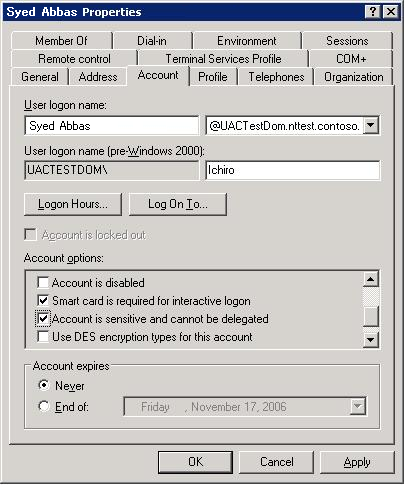 Syed Abbas Properties
Member Of Dial-in Environment Sessions
Remote control Terminal Services Profile COM+
General Address Account Profile Telephones Organization
User logon name:
Syed Abbas @UACTestDom.nttest.contoso.
User logon name (pre-Windows 2000):
UACTESTDOM\ Ichiro
Logon Hours... Log On To...
Account is locked out
Account options:
Account is disabled
Smart card is required for interactive logon
Account is sensitive and cannot be delegated
Use DES encryption types for this account
Account expires
Never
End of: Friday , November 17, 2006
OK Cancel Apply